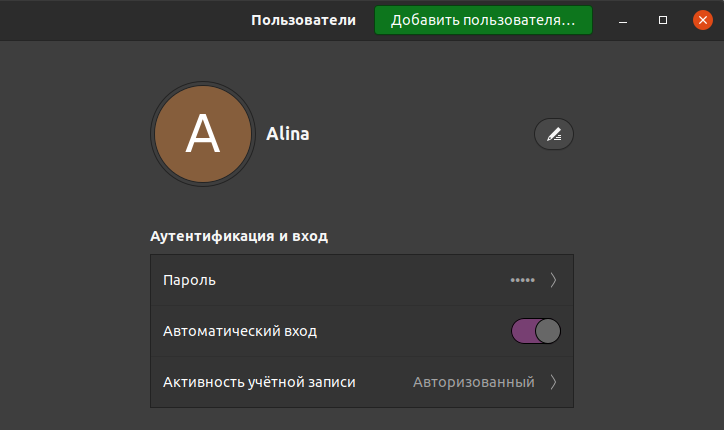 Пользователи
Добавить пользователя...
A
Alina
Аутентификация и вход
Пароль •••••
Автоматический вход
Активность учётной записи Авторизованный